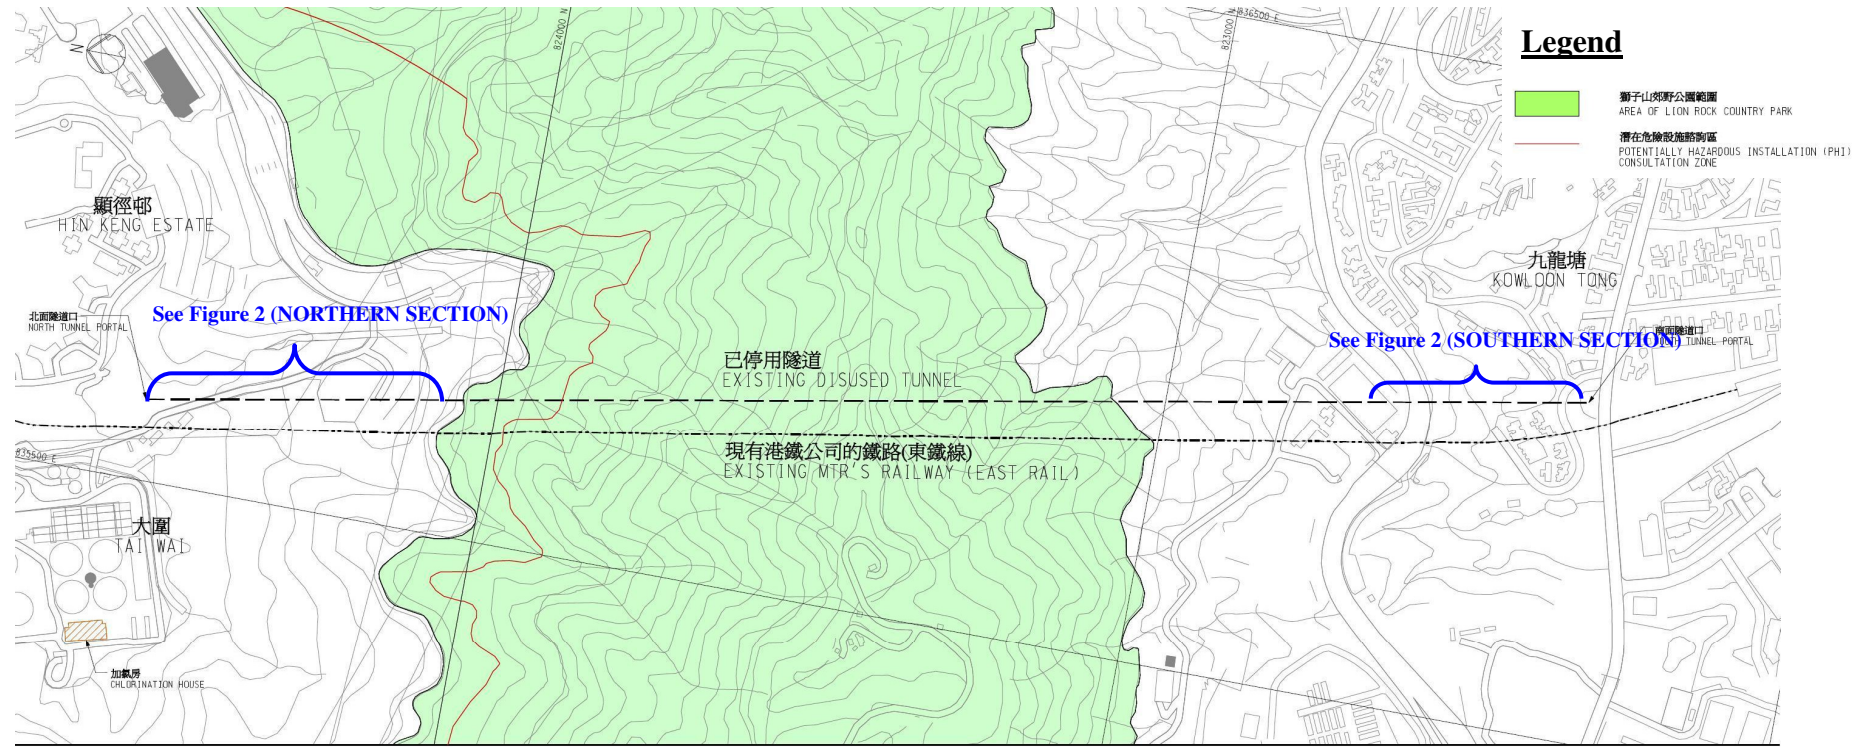 Legend
獅子山郊野公園範圍
AREA OF LION ROCK COUNTRY PARK
潛在危險設施諮詢區
POTENTIALLY HAZARDOUS INSTALLATION (PHI)
CONSULTATION ZONE
N
824000 N
823000 N
836500 E
顯徑邨
HIN KENG ESTATE
九龍塘
KOWLOON TONG
北面隧道口
NORTH TUNNEL PORTAL
See Figure 2 (NORTHERN SECTION)
南面隧道口
SOUTH TUNNEL PORTAL
See Figure 2 (SOUTHERN SECTION)
已停用隧道
EXISTING DISUSED TUNNEL
現有港鐵公司的鐵路(東鐵線)
EXISTING MTR'S RAILWAY (EAST RAIL)
835500 E
大圍
TAI WAI
加氯房
CHLORINATION HOUSE